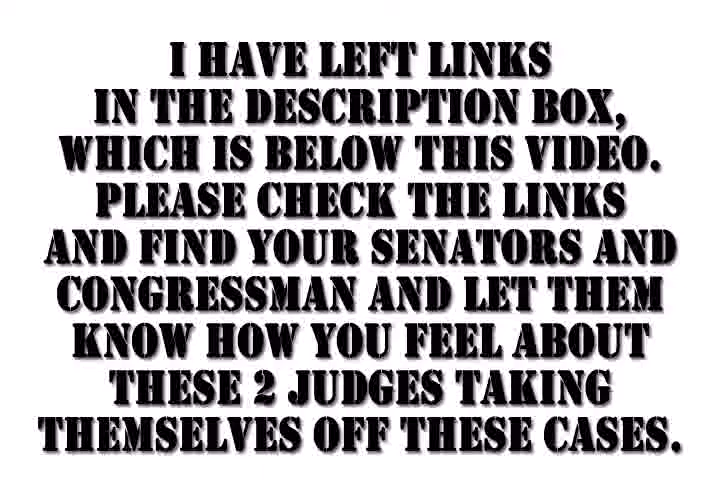 I HAVE LEFT LINKS
IN THE DESCRIPTION BOX,
WHICH IS BELOW THIS VIDEO.
PLEASE CHECK THE LINKS
AND FIND YOUR SENATORS AND
CONGRESSMAN AND LET THEM
KNOW HOW YOU FEEL ABOUT
THESE 2 JUDGES TAKING
THEMSELVES OFF THESE CASES.